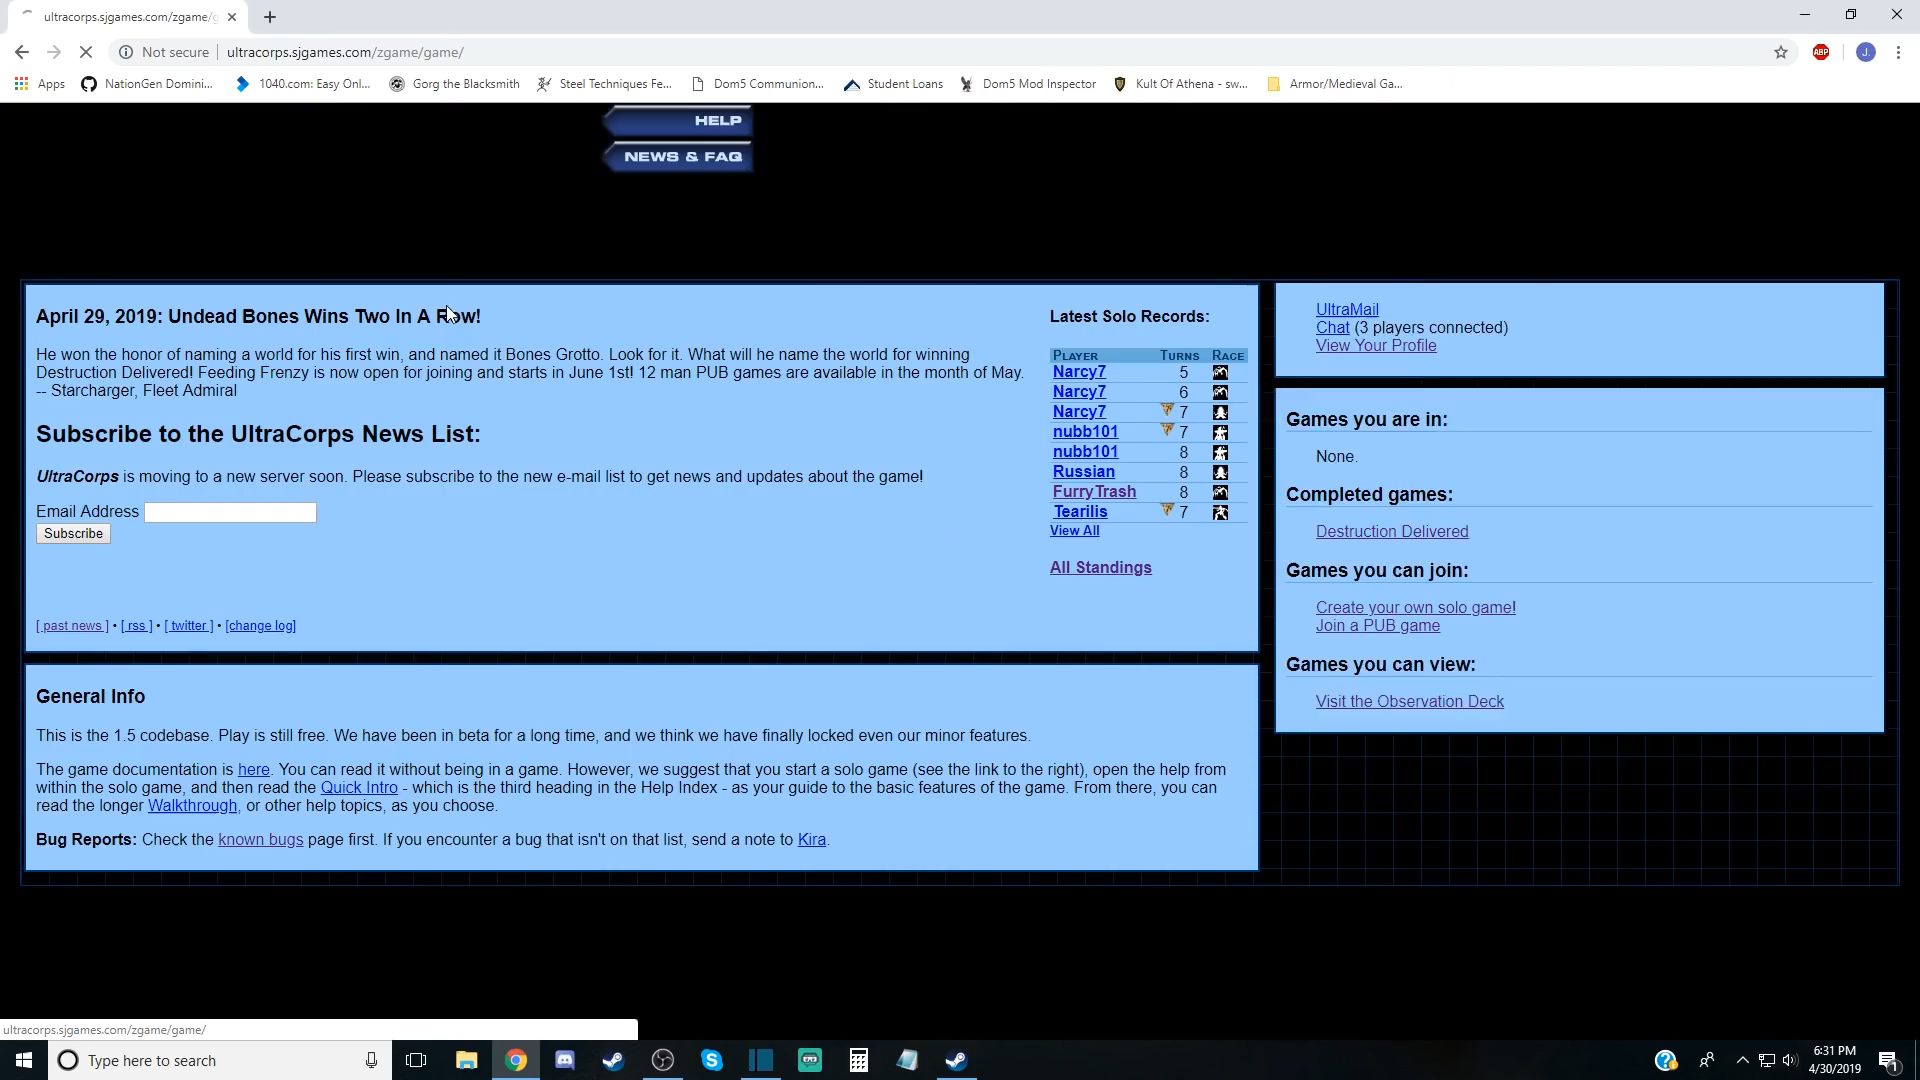 ultracorps.sjgames.com/zgame/g
Not secure
ultracorps.sjgames.com/zgame/game/
J.
Apps
NationGen Domini...
1040.com: Easy Onl...
Gorg the Blacksmith
Steel Techniques Fe...
Dom5 Communion...
Student Loans
Dom5 Mod Inspector
Kult Of Athena - sw...
Armor/Medieval Ga...
HELP
NEWS & FAQ
April 29, 2019: Undead Bones Wins Two In A Row!
He won the honor of naming a world for his first win, and named it Bones Grotto. Look for it. What will he name the world for winning
Destruction Delivered! Feeding Frenzy is now open for joining and starts in June 1st! 12 man PUB games are available in the month of May.
-- Starcharger, Fleet Admiral
Subscribe to the UltraCorps News List:
UltraCorps is moving to a new server soon. Please subscribe to the new e-mail list to get news and updates about the game!
Email Address
Subscribe
[ past news ] • [ rss ] • [ twitter ] • [change log]
Latest Solo Records:
Player Turns Race
Narcy7 5
Narcy7 6
Narcy7 7
nubb101 7
nubb101 8
Russian 8
FurryTrash 8
Tearilis 7
View All
All Standings
General Info
This is the 1.5 codebase. Play is still free. We have been in beta for a long time, and we think we have finally locked even our minor features.
The game documentation is here. You can read it without being in a game. However, we suggest that you start a solo game (see the link to the right), open the help from
within the solo game, and then read the Quick Intro - which is the third heading in the Help Index - as your guide to the basic features of the game. From there, you can
read the longer Walkthrough, or other help topics, as you choose.
Bug Reports: Check the known bugs page first. If you encounter a bug that isn't on that list, send a note to Kira.
UltraMail
Chat (3 players connected)
View Your Profile
Games you are in:
None.
Completed games:
Destruction Delivered
Games you can join:
Create your own solo game!
Join a PUB game
Games you can view:
Visit the Observation Deck
ultracorps.sjgames.com/zgame/game/
Type here to search
6:31 PM
4/30/2019
1